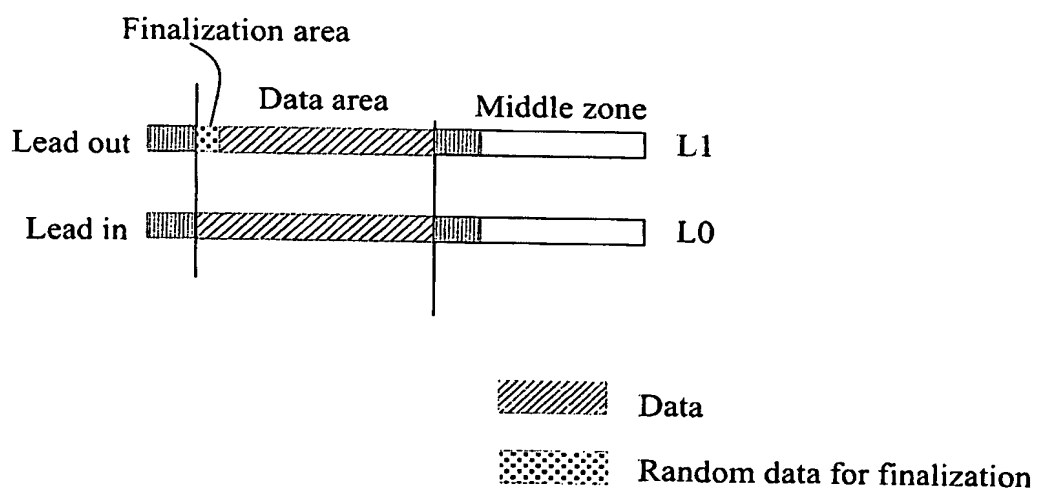 Finalization area
Data area
Middle zone
Lead out
L1
Lead in
L0
Data
Random data for finalization